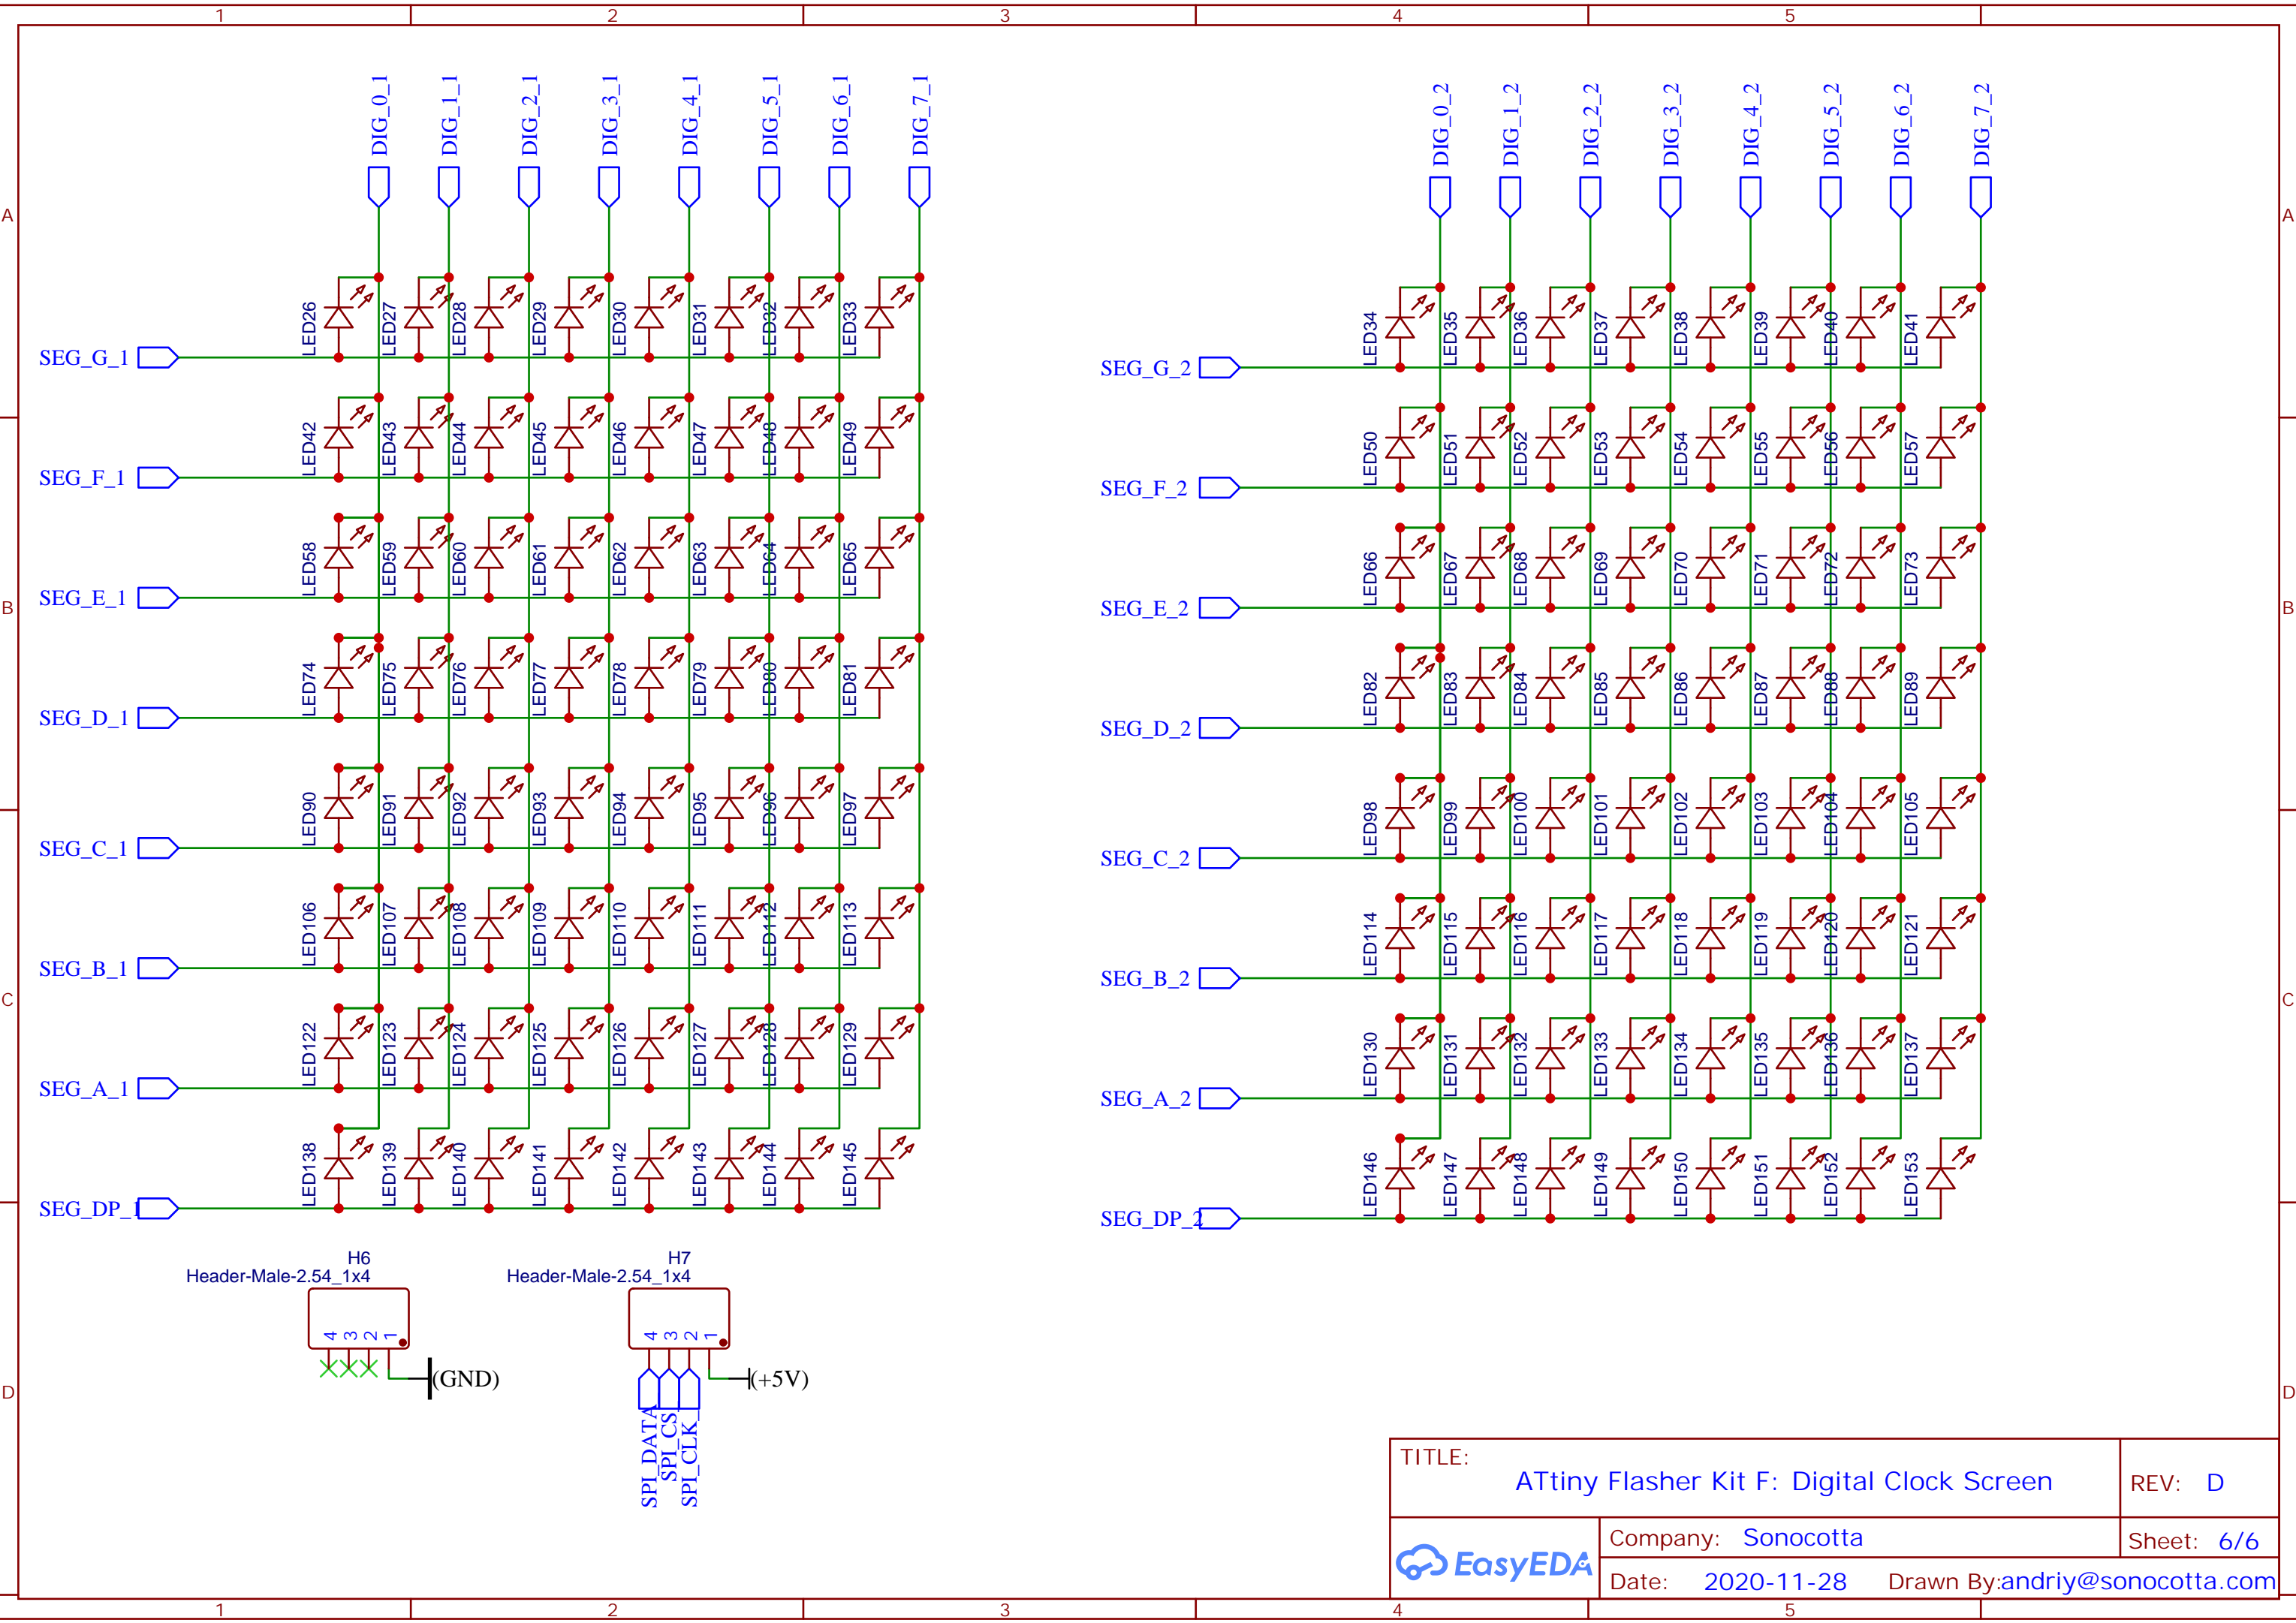 1 2 3 4 5
DIG_0_1 DIG_1_1 DIG_2_1 DIG_3_1 DIG_4_1 DIG_5_1 DIG_6_1 DIG_7_1
DIG_0_2 DIG_1_2 DIG_2_2 DIG_3_2 DIG_4_2 DIG_5_2 DIG_6_2 DIG_7_2
A A
LED26 LED27 LED28 LED29 LED30 LED31 LED32 LED33
SEG_G_1
LED34 LED35 LED36 LED37 LED38 LED39 LED40 LED41
SEG_G_2
LED42 LED43 LED44 LED45 LED46 LED47 LED48 LED49
SEG_F_1
LED50 LED51 LED52 LED53 LED54 LED55 LED56 LED57
SEG_F_2
LED58 LED59 LED60 LED61 LED62 LED63 LED64 LED65
SEG_E_1
LED66 LED67 LED68 LED69 LED70 LED71 LED72 LED73
SEG_E_2
B B
LED74 LED75 LED76 LED77 LED78 LED79 LED80 LED81
SEG_D_1
LED82 LED83 LED84 LED85 LED86 LED87 LED88 LED89
SEG_D_2
LED90 LED91 LED92 LED93 LED94 LED95 LED96 LED97
SEG_C_1
LED98 LED99 LED100 LED101 LED102 LED103 LED104 LED105
SEG_C_2
LED106 LED107 LED108 LED109 LED110 LED111 LED112 LED113
SEG_B_1
LED114 LED115 LED116 LED117 LED118 LED119 LED120 LED121
SEG_B_2
C C
LED122 LED123 LED124 LED125 LED126 LED127 LED128 LED129
SEG_A_1
LED130 LED131 LED132 LED133 LED134 LED135 LED136 LED137
SEG_A_2
LED138 LED139 LED140 LED141 LED142 LED143 LED144 LED145
SEG_DP_1
LED146 LED147 LED148 LED149 LED150 LED151 LED152 LED153
SEG_DP_2
H6
Header-Male-2.54_1x4
4 3 2 1
(GND)
H7
Header-Male-2.54_1x4
4 3 2 1
(+5V)
SPI_DATA
SPI_CS
SPI_CLK_
D D
TITLE:
ATtiny Flasher Kit F: Digital Clock Screen
REV: D
EasyEDA
Company: Sonocotta
Sheet: 6/6
Date: 2020-11-28
Drawn By:andriy@sonocotta.com
1 2 3 4 5